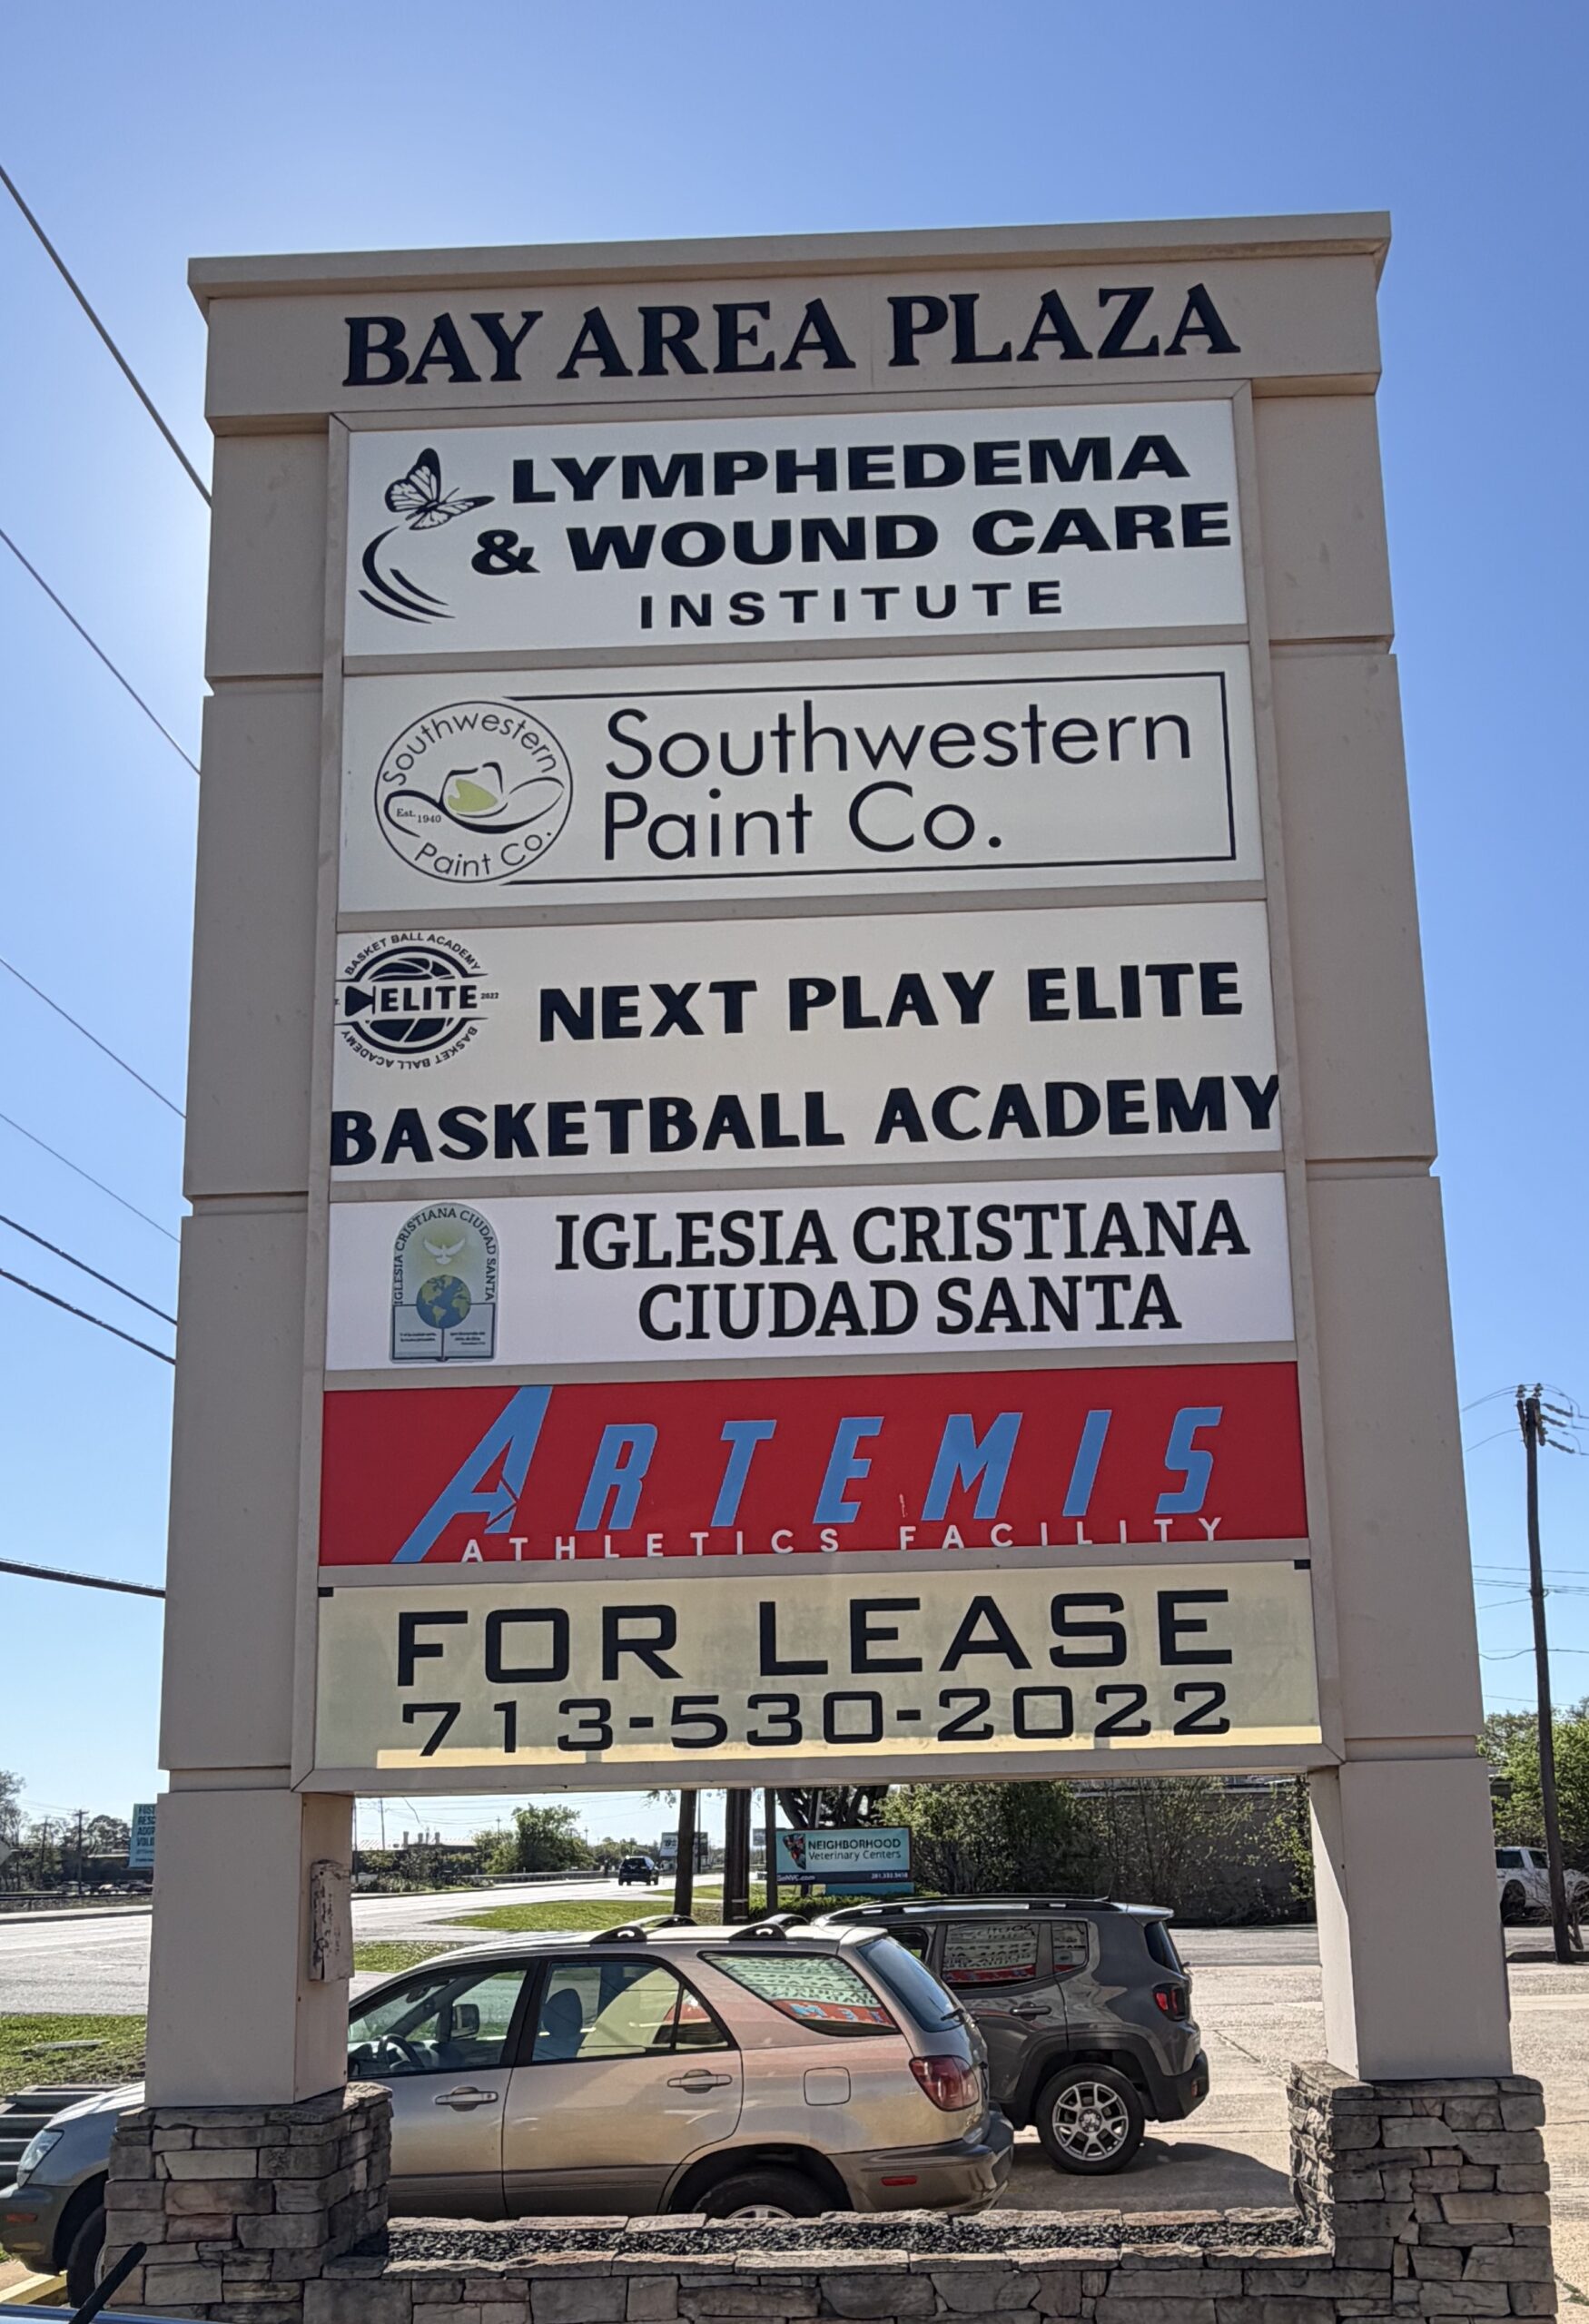 BAY AREA PLAZA
LYMPHEDEMA
& WOUND CARE
INSTITUTE
Southwestern
Est. 1940
Paint Co.
Southwestern
Paint Co.
BASKET BALL ACADEMY
ELITE 2022
BASKET BALL ACADEMY
NEXT PLAY ELITE
BASKETBALL ACADEMY
IGLESIA CRISTIANA CIUDAD SANTA
IGLESIA CRISTIANA
CIUDAD SANTA
ARTEMIS
ATHLETICS FACILITY
FOR LEASE
713-530-2022
NEIGHBORHOOD
Veterinary Centers